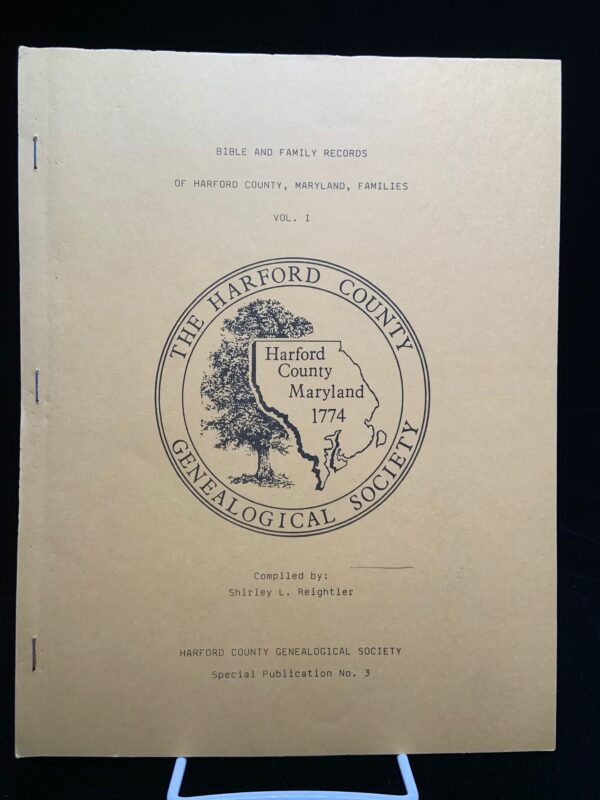 BIBLE AND FAMILY RECORDS
OF HARFORD COUNTY, MARYLAND, FAMILIES
VOL. I
THE HARFORD COUNTY
GENEALOGICAL SOCIETY
Harford
County
Maryland
1774
Compiled by:
Shirley L. Reightler
HARFORD COUNTY GENEALOGICAL SOCIETY
Special Publication No. 3